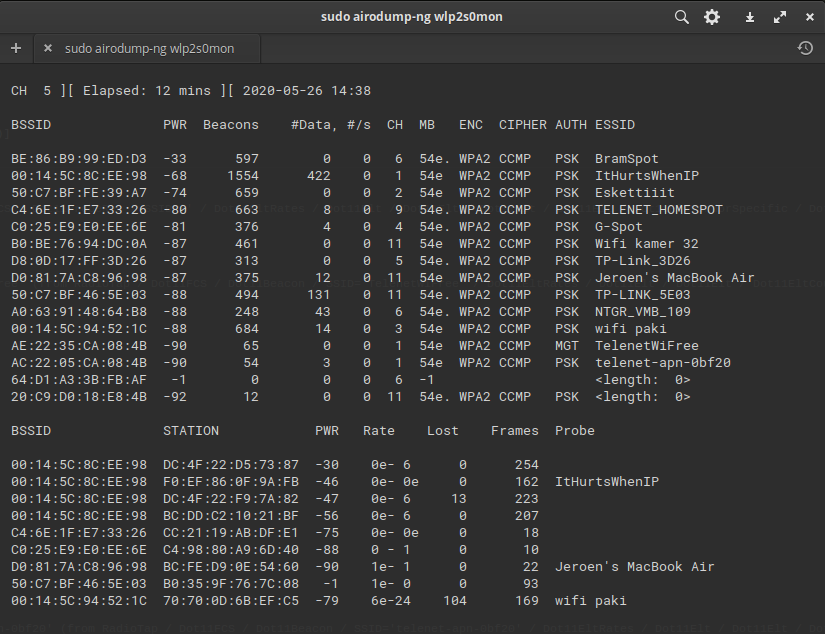 sudo airodump-ng wlp2s0mon
sudo airodump-ng wlp2s0mon
CH  5 ][ Elapsed: 12 mins ][ 2020-05-26 14:38
BSSID              PWR  Beacons    #Data, #/s  CH  MB   ENC  CIPHER AUTH ESSID
BE:86:B9:99:ED:D3  -33      597        0    0   6  54e. WPA2 CCMP   PSK  BramSpot
00:14:5C:8C:EE:98  -68     1554      422    0   1  54e  WPA2 CCMP   PSK  ItHurtsWhenIP
50:C7:BF:FE:39:A7  -74      659        0    0   2  54e  WPA2 CCMP   PSK  Eskettiiit
C4:6E:1F:E7:33:26  -80      663        8    0   9  54e. WPA2 CCMP   PSK  TELENET_HOMESPOT
C0:25:E9:E0:EE:6E  -81      376        4    0   4  54e. WPA2 CCMP   PSK  G-Spot
B0:BE:76:94:DC:0A  -87      461        0    0  11  54e. WPA2 CCMP   PSK  Wifi kamer 32
D8:0D:17:FF:3D:26  -87      313        0    0   5  54e. WPA2 CCMP   PSK  TP-Link_3D26
D0:81:7A:C8:96:98  -87      375       12    0  11  54e. WPA2 CCMP   PSK  Jeroen's MacBook Air
50:C7:BF:46:5E:03  -88      494      131    0  11  54e. WPA2 CCMP   PSK  TP-LINK_5E03
A0:63:91:48:64:B8  -88      248       43    0   6  54e. WPA2 CCMP   PSK  NTGR_VMB_109
00:14:5C:94:52:1C  -88      684       14    0   3  54e  WPA2 CCMP   PSK  wifi paki
AE:22:35:CA:08:4B  -90       65        0    0   1  54e  WPA2 CCMP   MGT  TelenetWiFree
AC:22:05:CA:08:4B  -90       54        3    0   1  54e  WPA2 CCMP   PSK  telenet-apn-0bf20
64:D1:A3:3B:FB:AF   -1        0        0    0   6  -1                    <length:  0>
20:C9:D0:18:E8:4B  -92       12        0    0  11  54e. WPA2 CCMP   PSK  <length:  0>
BSSID              STATION            PWR   Rate    Lost    Frames  Probe
00:14:5C:8C:EE:98  DC:4F:22:D5:73:87  -30    0e- 6      0      254
00:14:5C:8C:EE:98  F0:EF:86:0F:9A:FB  -46    0e- 0e     0      162  ItHurtsWhenIP
00:14:5C:8C:EE:98  DC:4F:22:F9:7A:82  -47    0e- 6     13      223
00:14:5C:8C:EE:98  BC:DD:C2:10:21:BF  -56    0e- 6      0      207
C4:6E:1F:E7:33:26  CC:21:19:AB:DF:E1  -75    0e- 0e     0       18
C0:25:E9:E0:EE:6E  C4:98:80:A9:6D:40  -88    0 - 1      0       10
D0:81:7A:C8:96:98  BC:FE:D9:0E:54:60  -90    1e- 1      0       22  Jeroen's MacBook Air
50:C7:BF:46:5E:03  B0:35:9F:76:7C:08   -1    1e- 0      0       93
00:14:5C:94:52:1C  70:70:0D:6B:EF:C5  -79    6e-24    104      169  wifi paki